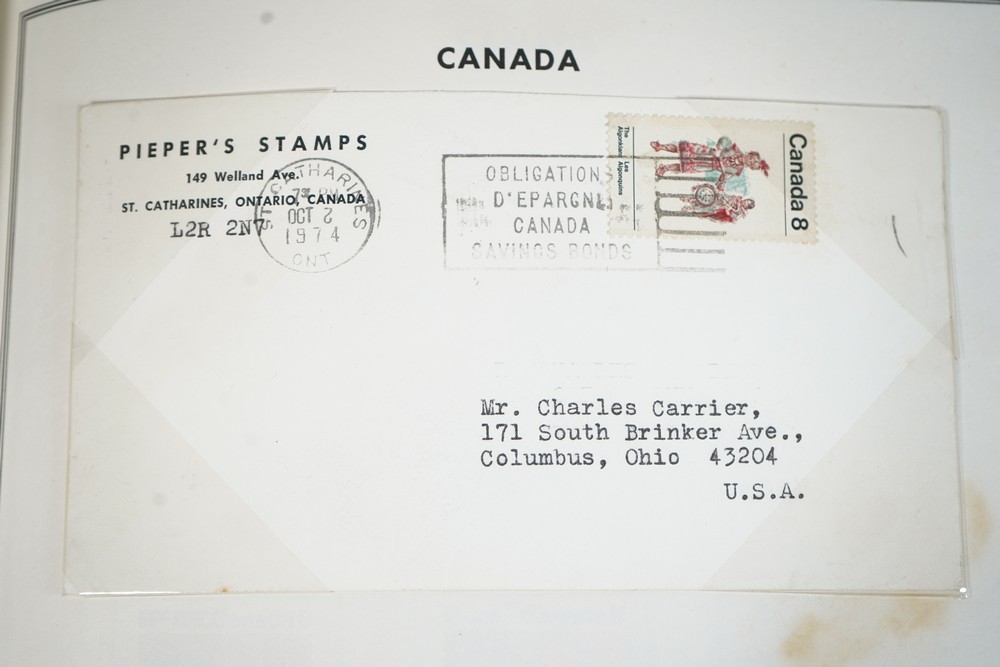 CANADA
PIEPER'S STAMPS
149 Welland Ave.
ST. CATHARINES, ONTARIO, CANADA
L2R 2N7
ST. CATHARINES
PM
OCT 2
1974
ONT
OBLIGATIONS
D'EPARGNE
CANADA
SAVINGS BONDS
Canada 8
The Algonkians Les Algonquins
Mr. Charles Carrier,
171 South Brinker Ave.,
Columbus, Ohio 43204
U.S.A.